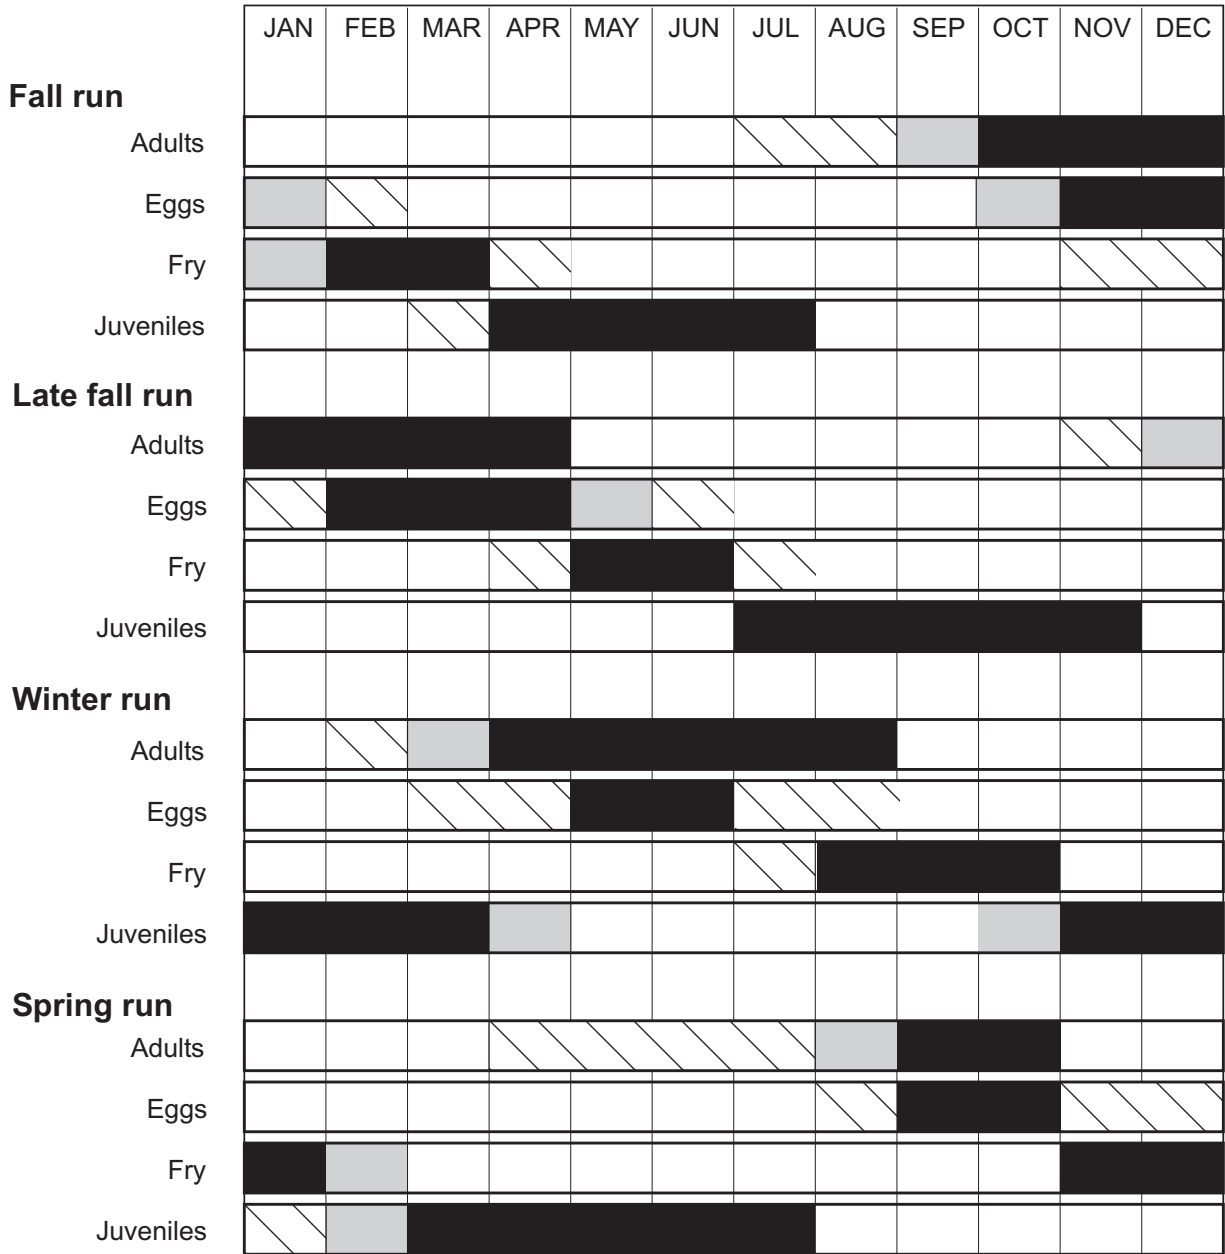 JAN FEB MAR APR MAY JUN JUL AUG SEP OCT NOV DEC
Fall run
Adults
Eggs
Fry
Juveniles
Late fall run
Adults
Eggs
Fry
Juveniles
Winter run
Adults
Eggs
Fry
Juveniles
Spring run
Adults
Eggs
Fry
Juveniles